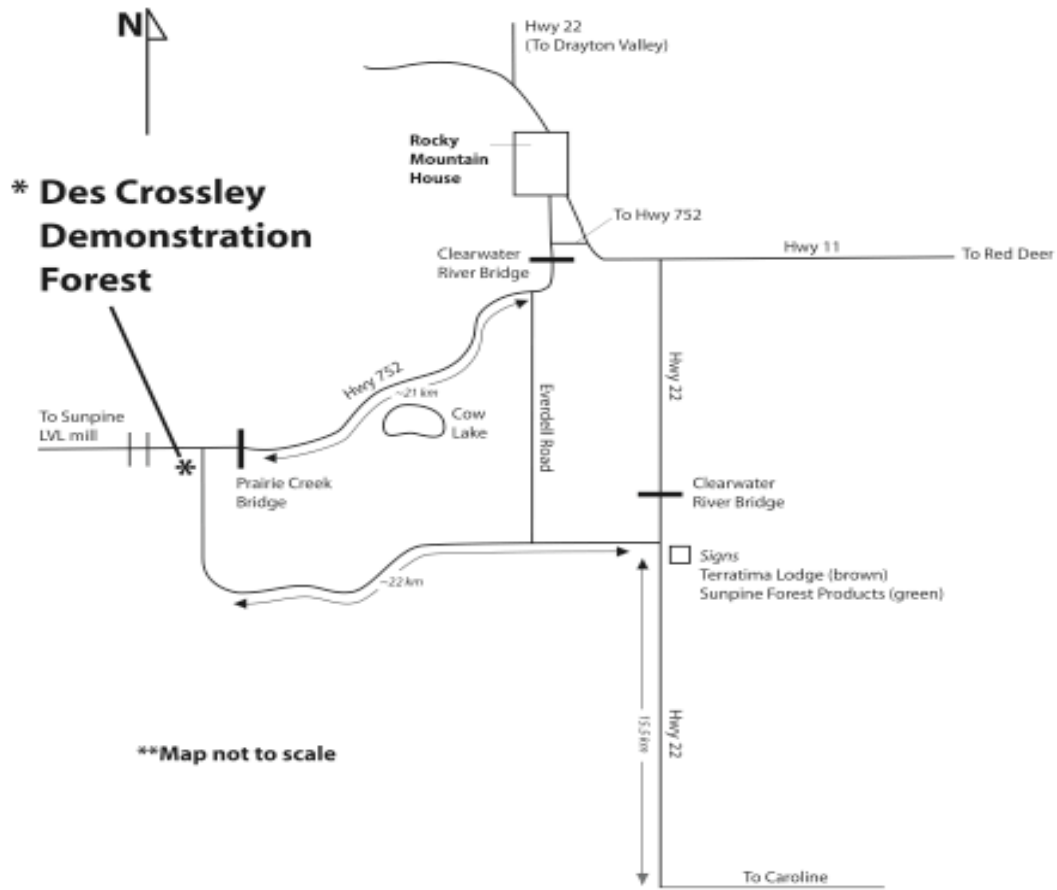 N
Hwy 22
(To Drayton Valley)
Rocky
Mountain
House
* Des Crossley
Demonstration
Forest
To Hwy 752
Clearwater
River Bridge
Hwy 11
To Red Deer
Hwy 752
~21 km
Cow
Lake
Everdell Road
Hwy 22
To Sunpine
LVL mill
*
Prairie Creek
Bridge
Clearwater
River Bridge
Signs
Terratima Lodge (brown)
Sunpine Forest Products (green)
~22 km
15.5 km
Hwy 22
**Map not to scale
To Caroline